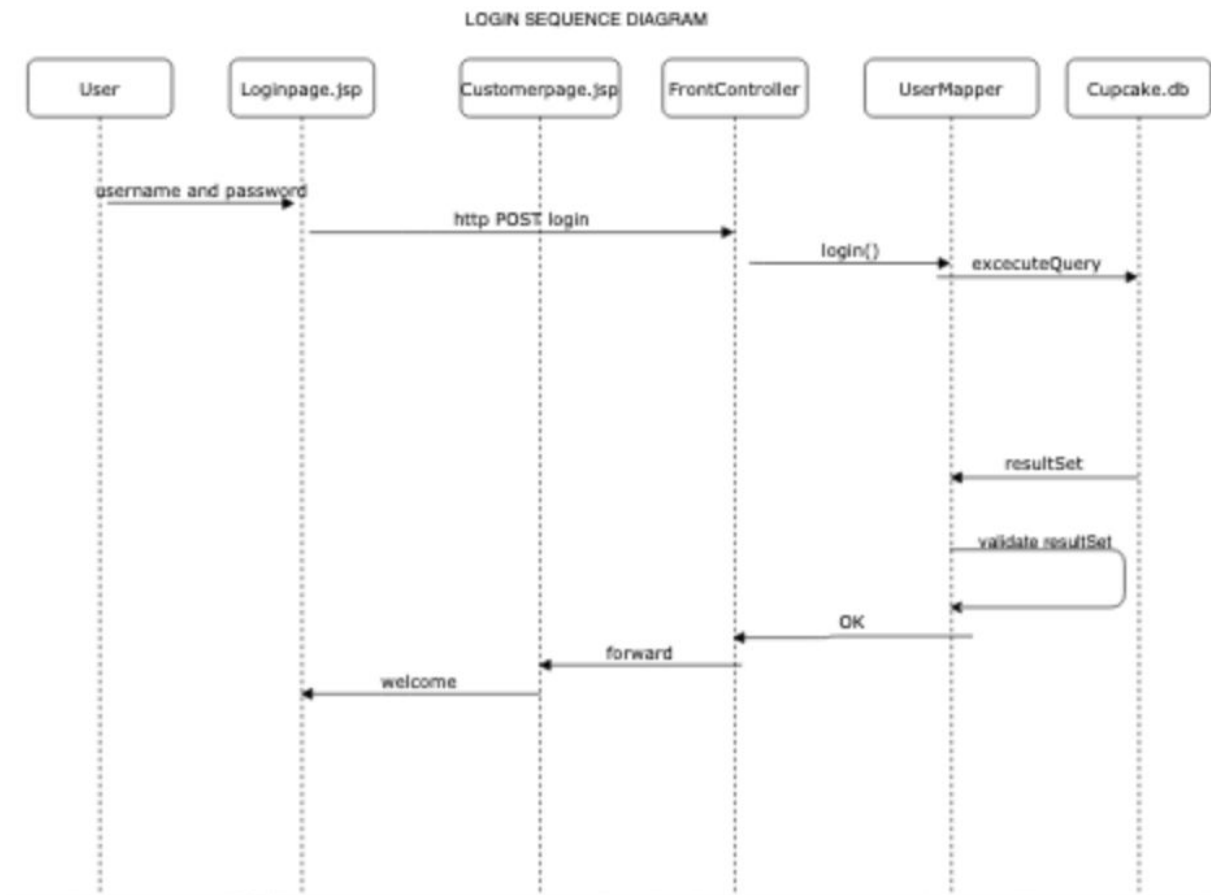 LOGIN SEQUENCE DIAGRAM
User
Loginpage.jsp
Customerpage.jsp
FrontController
UserMapper
Cupcake.db
username and password
http POST login
login()
excecuteQuery
resultSet
validate resultSet
OK
forward
welcome